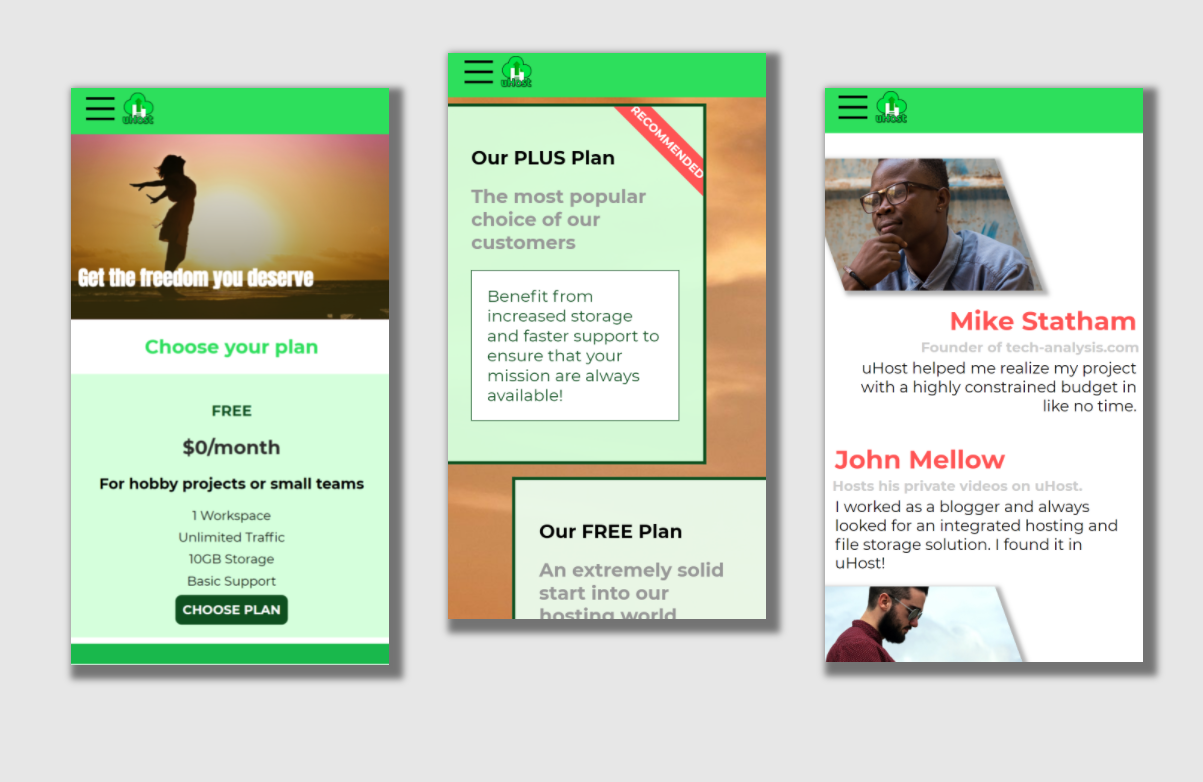 uHost
Get the freedom you deserve
Choose your plan
FREE
$0/month
For hobby projects or small teams
1 Workspace
Unlimited Traffic
10GB Storage
Basic Support
CHOOSE PLAN
uHost
RECOMMENDED
Our PLUS Plan
The most popular
choice of our
customers
Benefit from
increased storage
and faster support to
ensure that your
mission are always
available!
Our FREE Plan
An extremely solid
start into our
hosting world
uHost
Mike Statham
Founder of tech-analysis.com
uHost helped me realize my project
with a highly constrained budget in
like no time.
John Mellow
Hosts his private videos on uHost.
I worked as a blogger and always
looked for an integrated hosting and
file storage solution. I found it in
uHost!